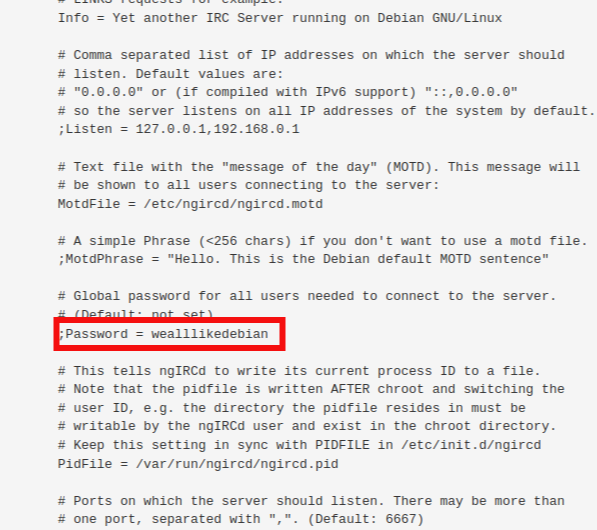 # LINKS requests for example.
Info = Yet another IRC Server running on Debian GNU/Linux
# Comma separated list of IP addresses on which the server should
# listen. Default values are:
# "0.0.0.0" or (if compiled with IPv6 support) "::,0.0.0.0"
# so the server listens on all IP addresses of the system by default.
;Listen = 127.0.0.1,192.168.0.1
# Text file with the "message of the day" (MOTD). This message will
# be shown to all users connecting to the server:
MotdFile = /etc/ngircd/ngircd.motd
# A simple Phrase (<256 chars) if you don't want to use a motd file.
;MotdPhrase = "Hello. This is the Debian default MOTD sentence"
# Global password for all users needed to connect to the server.
# (Default: not set)
;Password = wealllikedebian
# This tells ngIRCd to write its current process ID to a file.
# Note that the pidfile is written AFTER chroot and switching the
# user ID, e.g. the directory the pidfile resides in must be
# writable by the ngIRCd user and exist in the chroot directory.
# Keep this setting in sync with PIDFILE in /etc/init.d/ngircd
PidFile = /var/run/ngircd/ngircd.pid
# Ports on which the server should listen. There may be more than
# one port, separated with ",". (Default: 6667)